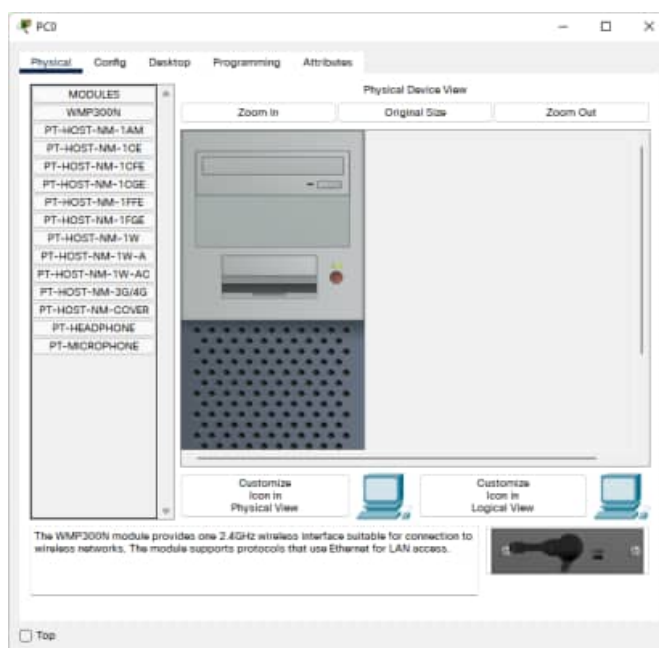 PC0
Physical Config Desktop Programming Attributes
MODULES
WMP300N
PT-HOST-NM-1AM
PT-HOST-NM-1CE
PT-HOST-NM-1CFE
PT-HOST-NM-1CGE
PT-HOST-NM-1FFE
PT-HOST-NM-1FGE
PT-HOST-NM-1W
PT-HOST-NM-1W-A
PT-HOST-NM-1W-AC
PT-HOST-NM-3G/4G
PT-HOST-NM-COVER
PT-HEADPHONE
PT-MICROPHONE
Physical Device View
Zoom In Original Size Zoom Out
Customize
Icon in
Physical View
Customize
Icon in
Logical View
The WMP300N module provides one 2.4GHz wireless interface suitable for connection to
wireless networks. The module supports protocols that use Ethernet for LAN access.
Top